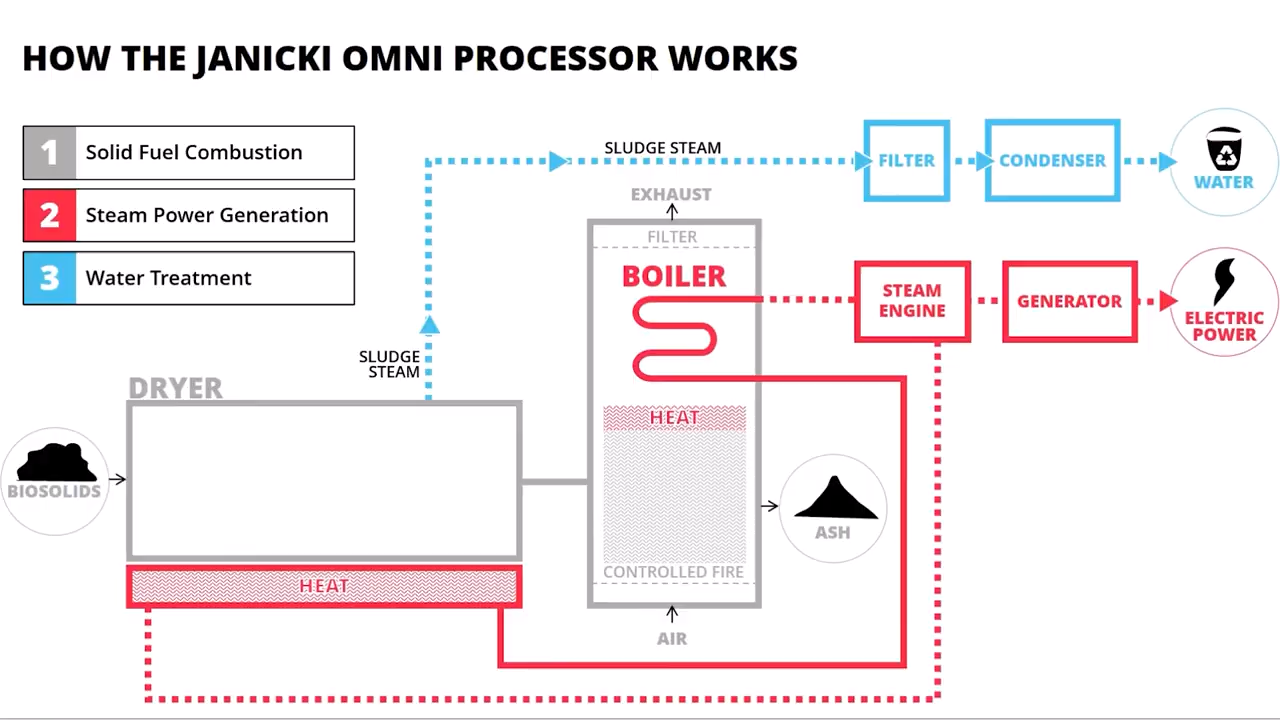 HOW THE JANICKI OMNI PROCESSOR WORKS
1 Solid Fuel Combustion
2 Steam Power Generation
3 Water Treatment
SLUDGE STEAM
FILTER
CONDENSER
WATER
EXHAUST
FILTER
BOILER
STEAM
ENGINE
GENERATOR
ELECTRIC
POWER
SLUDGE
STEAM
DRYER
HEAT
BIOSOLIDS
ASH
CONTROLLED FIRE
HEAT
AIR